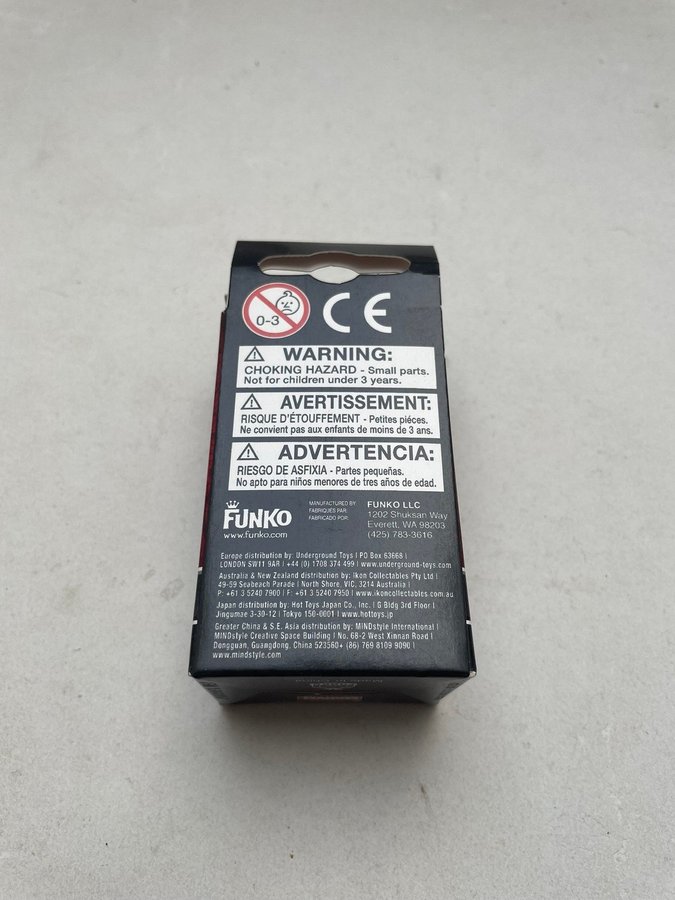 0-3
CE
WARNING:
CHOKING HAZARD - Small parts.
Not for children under 3 years.
AVERTISSEMENT:
RISQUE D'ÉTOUFFEMENT - Petites piéces.
Ne convient pas aux enfants de moins de 3 ans.
ADVERTENCIA:
RIESGO DE ASFIXIA - Partes pequeñas.
No apto para niños menores de tres años de edad.
FUNKO
www.funko.com
MANUFACTURED BY
FABRIQUÉS PAR:
FABRICADO POR:
FUNKO LLC
1202 Shuksan Way
Everett, WA 98203
(425) 783-3616
Europe distribution by: Underground Toys | PO Box 63668 |
LONDON SW11 9AR | +44 (0) 1708 374 499 | www.underground-toys.com
Australia & New Zealand distribution by: Ikon Collectables Pty Ltd |
49-59 Seabeach Parade | North Shore, VIC, 3214 Australia |
P: +61 3 5240 7900 | F: +61 3 5240 7950 | www.ikoncollectables.com.au
Japan distribution by: Hot Toys Japan Co., Inc. | G Bldg 3rd Floor |
Jingumae 3-30-12 | Tokyo 150-0001 | www.hottoys.jp
Greater China & S.E. Asia distribution by: MINDstyle International |
MINDstyle Creative Space Building | No. 68-2 West Xinnan Road |
Dongguan, Guangdong, China 523560+ (86) 769 8109 9090 |
www.mindstyle.com